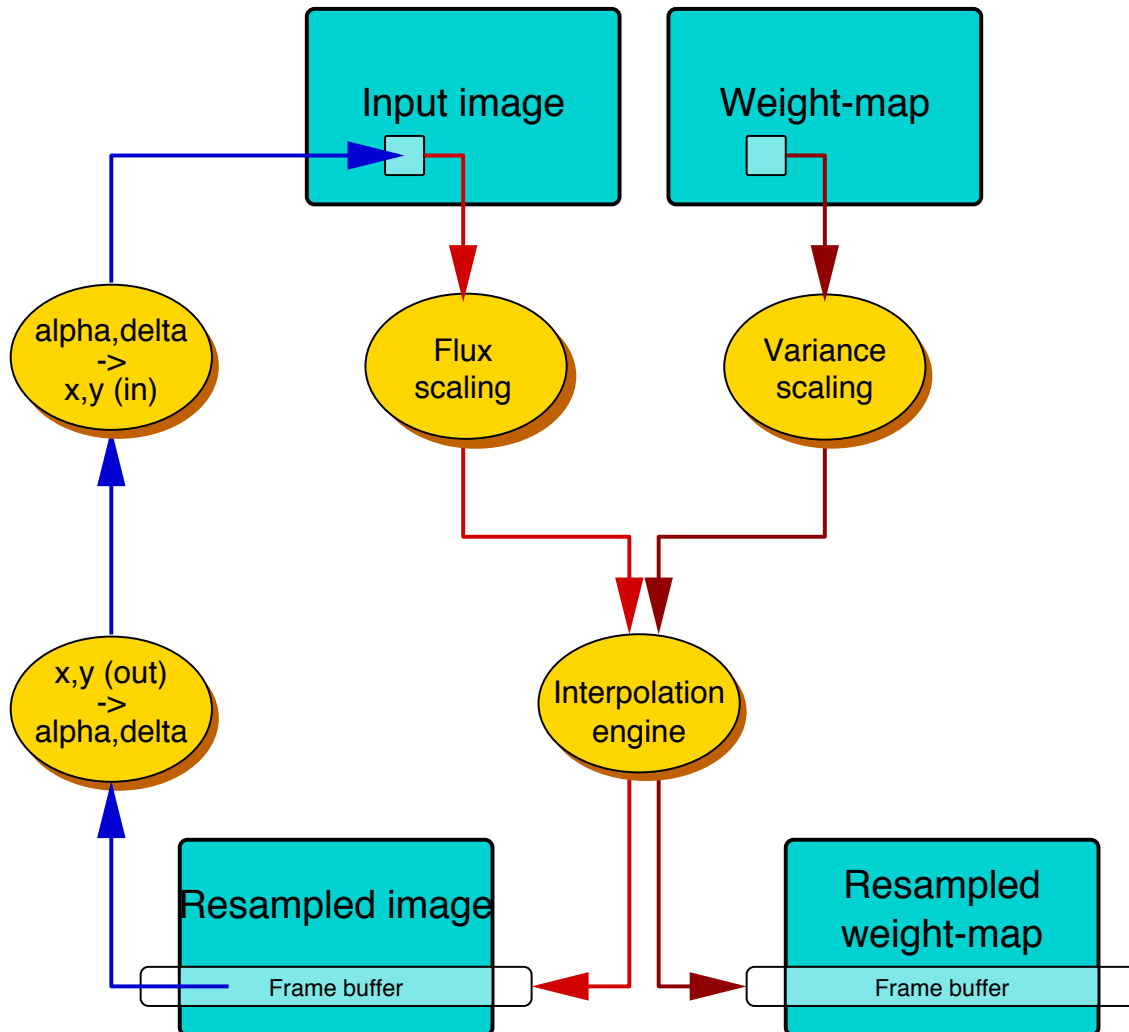 Input image
Weight-map
alpha,delta
->
x,y (in)
Flux
scaling
Variance
scaling
x,y (out)
->
alpha,delta
Interpolation
engine
Resampled image
Frame buffer
Resampled
weight-map
Frame buffer